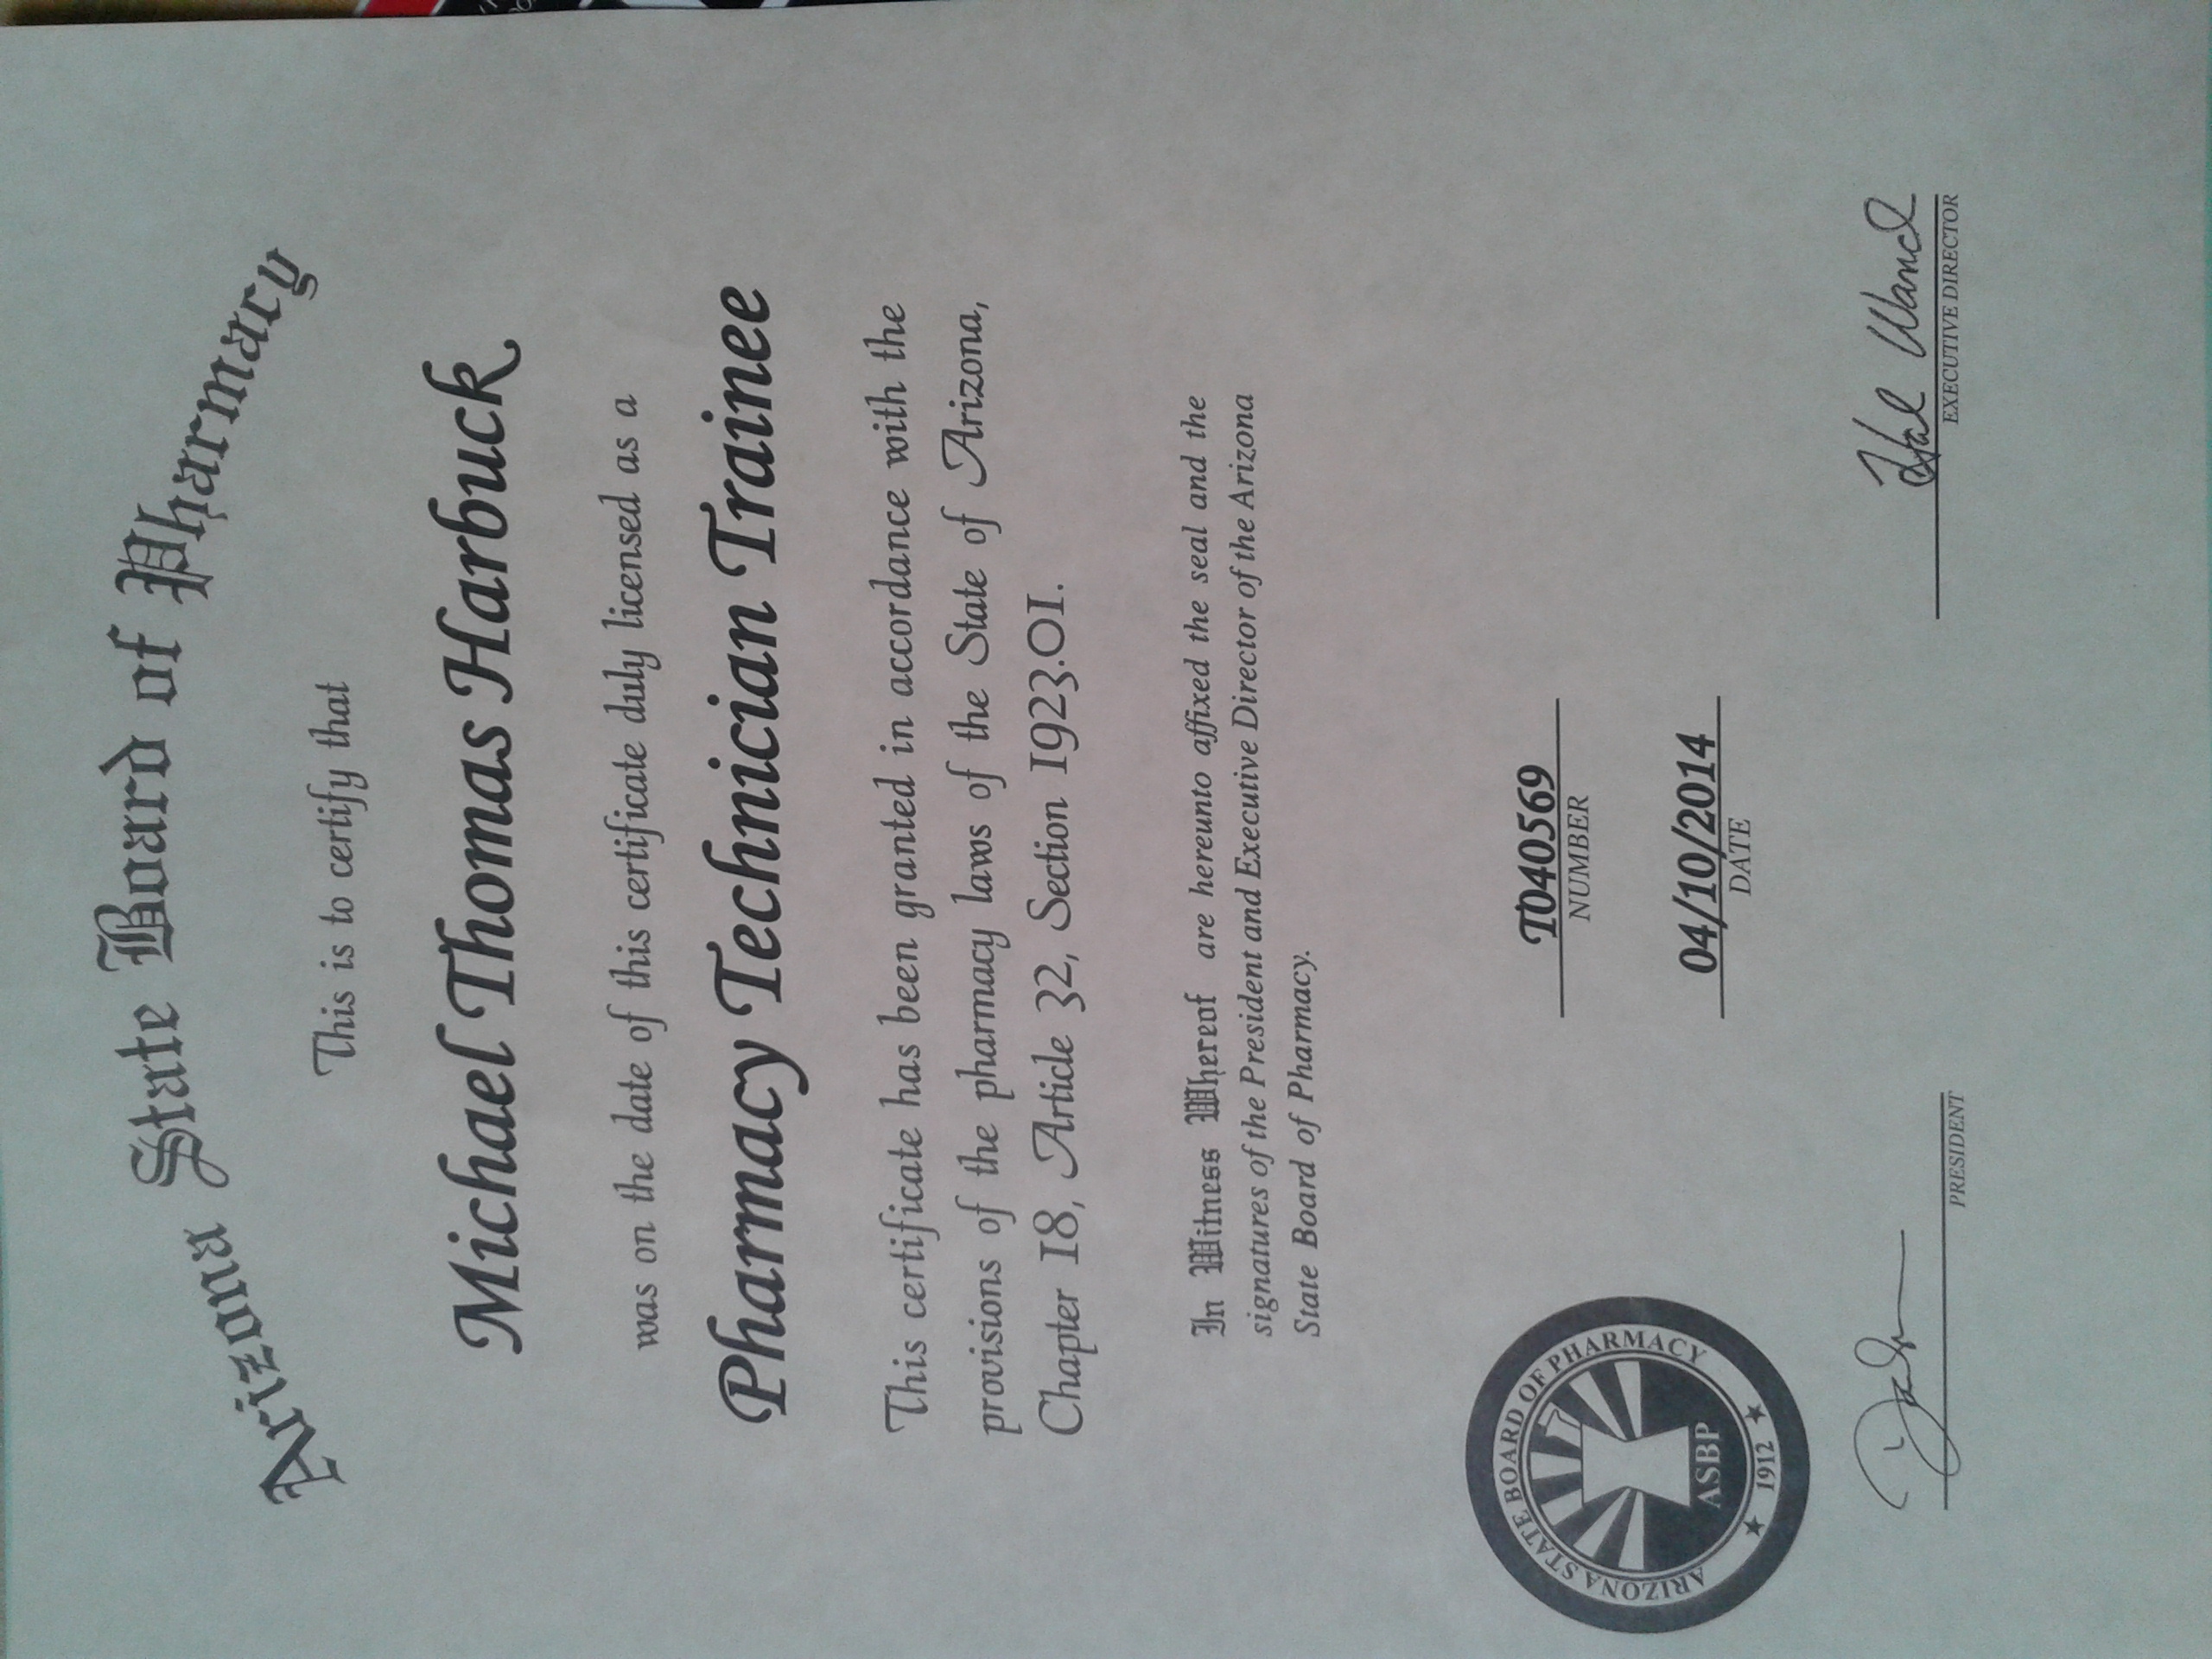 Arizona State Board of Pharmacy
This is to certify that
Michael Thomas Harbuck
was on the date of this certificate duly licensed as a
Pharmacy Technician Trainee
This certificate has been granted in accordance with the
provisions of the pharmacy laws of the State of Arizona,
Chapter 18, Article 32, Section 1923.01.
In Witness Whereof are hereunto affixed the seal and the
signatures of the President and Executive Director of the Arizona
State Board of Pharmacy.
T040569
NUMBER
04/10/2014
DATE
ARIZONA STATE BOARD OF PHARMACY
ASBP
★ 1912 ★
PRESIDENT
Hal Wand
EXECUTIVE DIRECTOR